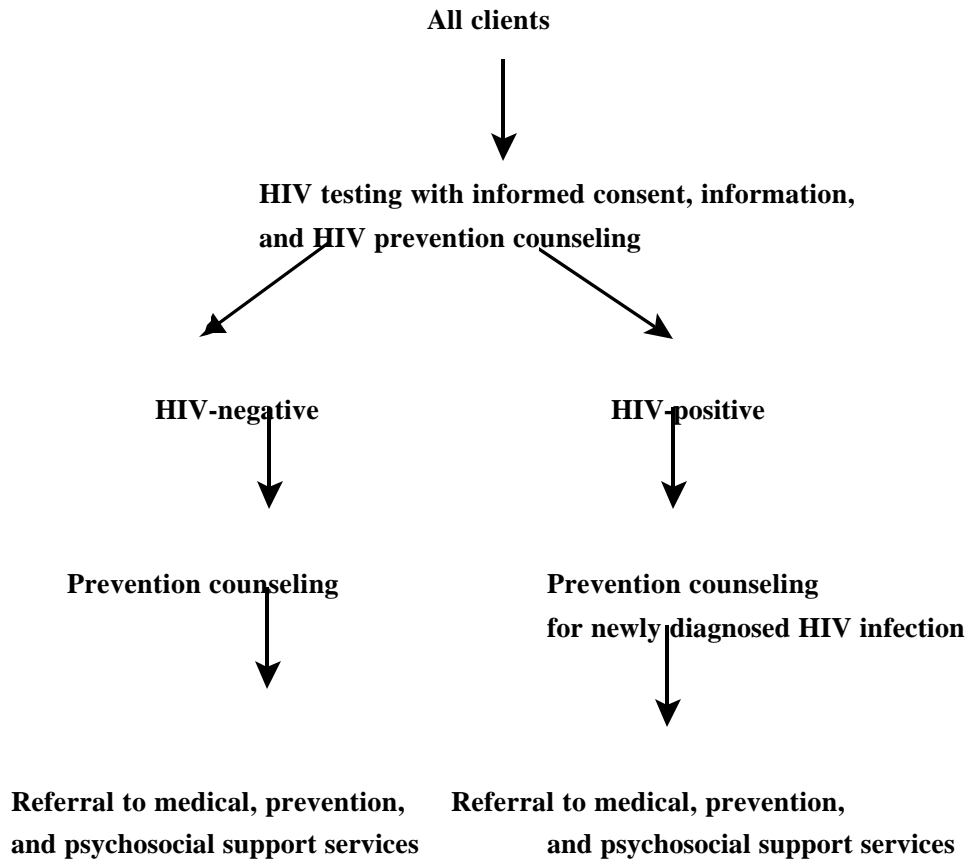 All clients
HIV testing with informed consent, information,
and HIV prevention counseling
HIV-negative
HIV-positive
Prevention counseling
Prevention counseling
for newly diagnosed HIV infection
Referral to medical, prevention,
and psychosocial support services
Referral to medical, prevention,
and psychosocial support services